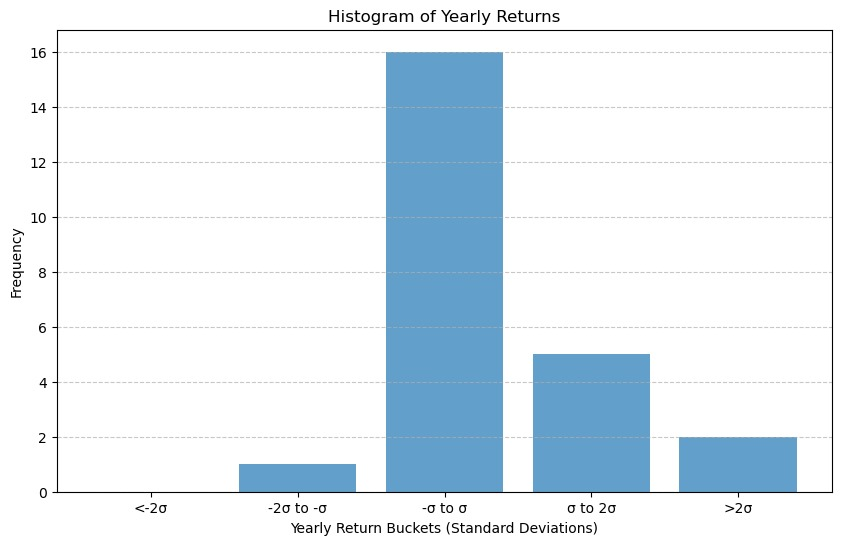 Histogram of Yearly Returns
Frequency
16
14
12
10
8
6
4
2
0
<-2σ
-2σ to -σ
-σ to σ
σ to 2σ
>2σ
Yearly Return Buckets (Standard Deviations)